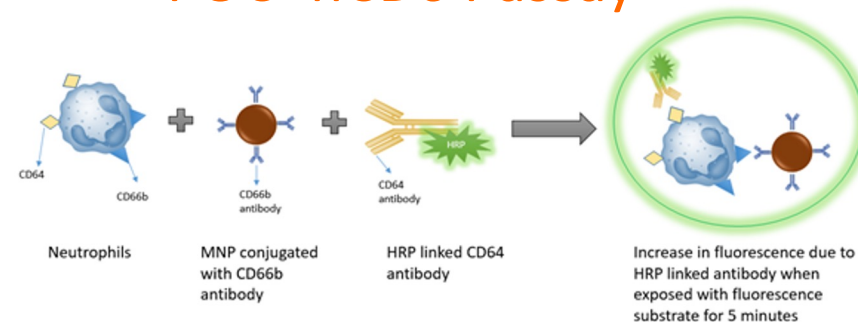 HRP
CD64
CD66b
CD66b
antibody
CD64
antibody
Neutrophils
MNP conjugated
with CD66b
antibody
HRP linked CD64
antibody
Increase in fluorescence due to
HRP linked antibody when
exposed with fluorescence
substrate for 5 minutes